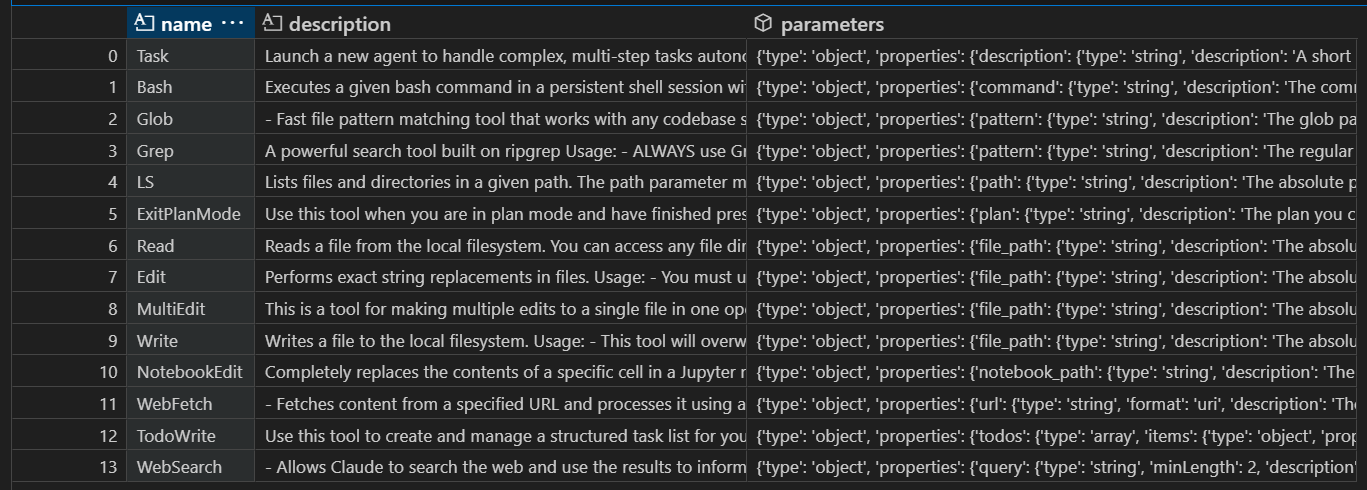 name ··· description parameters
0 Task Launch a new agent to handle complex, multi-step tasks autono {'type': 'object', 'properties': {'description': {'type': 'string', 'description': 'A short
1 Bash Executes a given bash command in a persistent shell session wi {'type': 'object', 'properties': {'command': {'type': 'string', 'description': 'The com
2 Glob - Fast file pattern matching tool that works with any codebase s {'type': 'object', 'properties': {'pattern': {'type': 'string', 'description': 'The glob pa
3 Grep A powerful search tool built on ripgrep Usage: - ALWAYS use Gr {'type': 'object', 'properties': {'pattern': {'type': 'string', 'description': 'The regular
4 LS Lists files and directories in a given path. The path parameter m {'type': 'object', 'properties': {'path': {'type': 'string', 'description': 'The absolute p
5 ExitPlanMode Use this tool when you are in plan mode and have finished pres {'type': 'object', 'properties': {'plan': {'type': 'string', 'description': 'The plan you c
6 Read Reads a file from the local filesystem. You can access any file dir {'type': 'object', 'properties': {'file_path': {'type': 'string', 'description': 'The absolu
7 Edit Performs exact string replacements in files. Usage: - You must u {'type': 'object', 'properties': {'file_path': {'type': 'string', 'description': 'The absolu
8 MultiEdit This is a tool for making multiple edits to a single file in one ope {'type': 'object', 'properties': {'file_path': {'type': 'string', 'description': 'The absolu
9 Write Writes a file to the local filesystem. Usage: - This tool will overw {'type': 'object', 'properties': {'file_path': {'type': 'string', 'description': 'The absolu
10 NotebookEdit Completely replaces the contents of a specific cell in a Jupyter n {'type': 'object', 'properties': {'notebook_path': {'type': 'string', 'description': 'The
11 WebFetch - Fetches content from a specified URL and processes it using a {'type': 'object', 'properties': {'url': {'type': 'string', 'format': 'uri', 'description': 'The
12 TodoWrite Use this tool to create and manage a structured task list for you {'type': 'object', 'properties': {'todos': {'type': 'array', 'items': {'type': 'object', 'prop
13 WebSearch - Allows Claude to search the web and use the results to inform {'type': 'object', 'properties': {'query': {'type': 'string', 'minLength': 2, 'description'